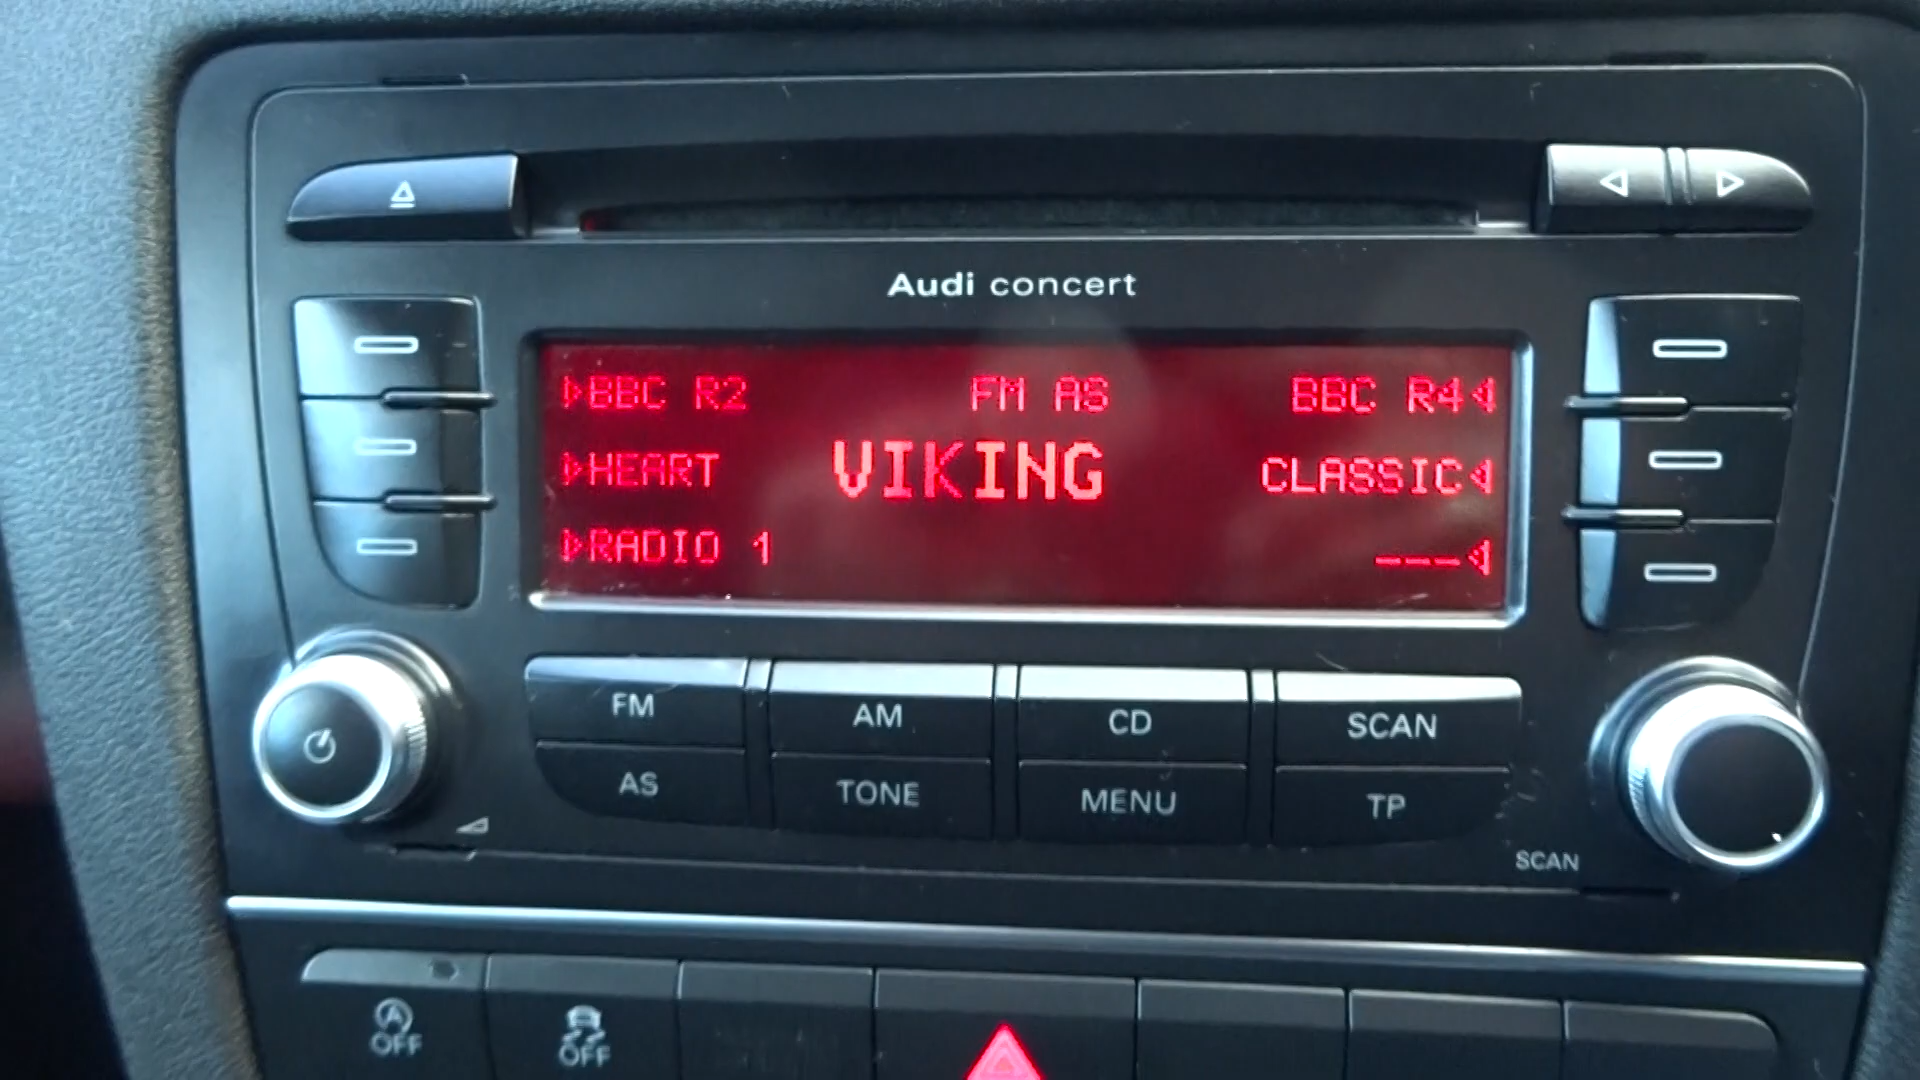 Audi concert
BBC R2 FM AS BBC R4
HEART VIKING CLASSIC
RADIO 1 ---
FM AM CD SCAN
AS TONE MENU TP
SCAN
A
OFF OFF